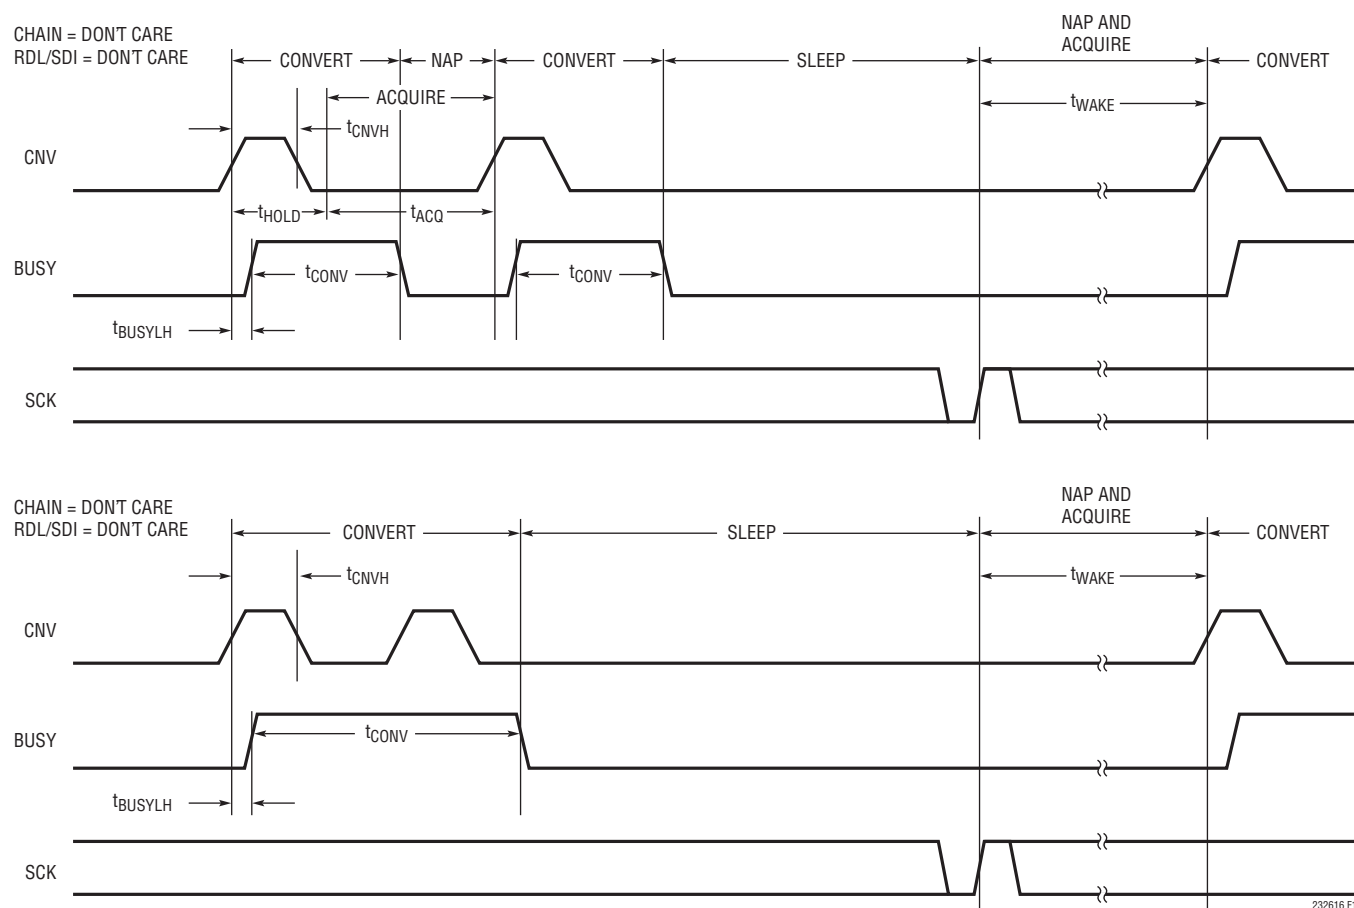 CHAIN = DON'T CARE
RDL/SDI = DON'T CARE
CONVERT
NAP
CONVERT
SLEEP
NAP AND
ACQUIRE
CONVERT
ACQUIRE
tWAKE
tCNVH
CNV
tHOLD
tACQ
BUSY
tCONV
tCONV
tBUSYLH
SCK
CHAIN = DON'T CARE
RDL/SDI = DON'T CARE
CONVERT
SLEEP
NAP AND
ACQUIRE
CONVERT
tCNVH
tWAKE
CNV
BUSY
tCONV
tBUSYLH
SCK